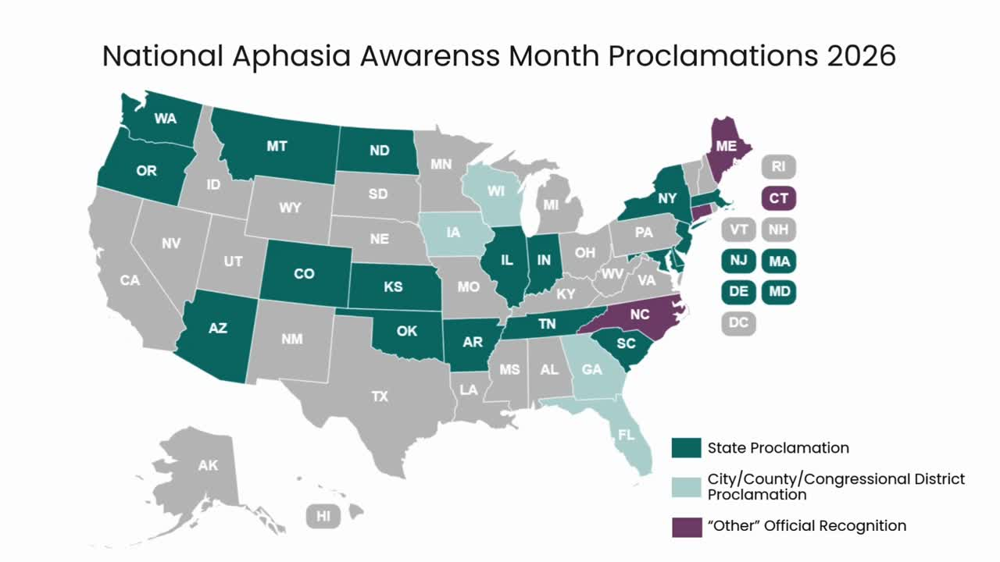 National Aphasia Awarenss Month Proclamations 2026
WA
MT
ND
MN
ME
OR
ID
SD
WI
MI
NY
RI
WY
CT
IA
NE
PA
VT
NH
NV
UT
CO
KS
MO
IL
IN
OH
WV
VA
NJ
MA
CA
KY
DE
MD
AZ
NM
OK
AR
TN
NC
SC
DC
TX
LA
MS
AL
GA
FL
AK
HI
State Proclamation
City/County/Congressional District
Proclamation
“Other” Official Recognition